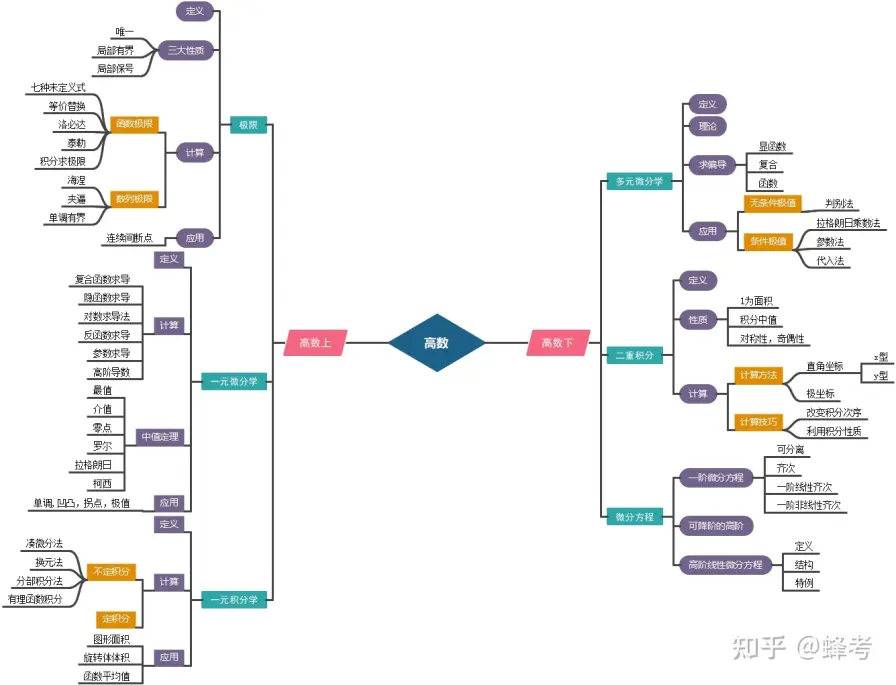 高数
高数上
极限
定义
三大性质
唯一
局部有界
局部保号
计算
函数极限
七种未定义式
等价替换
洛必达
泰勒
积分求极限
数列极限
海涅
夹逼
单调有界
应用
连续间断点
一元微分学
定义
计算
复合函数求导
隐函数求导
对数求导法
反函数求导
参数求导
高阶导数
中值定理
最值
介值
零点
罗尔
拉格朗日
柯西
应用
单调,凹凸，拐点，极值
一元积分学
定义
计算
不定积分
凑微分法
换元法
分部积分法
有理函数积分
定积分
应用
图形面积
旋转体体积
函数平均值
高数下
多元微分学
定义
理论
求偏导
显函数
复合
函数
应用
无条件极值
判别法
条件极值
拉格朗日乘数法
参数法
代入法
二重积分
定义
性质
1为面积
积分中值
对称性，奇偶性
计算
计算方法
直角坐标
x型
y型
极坐标
计算技巧
改变积分次序
利用积分性质
微分方程
一阶微分方程
可分离
齐次
一阶线性齐次
一阶非线性齐次
可降阶的高阶
高阶线性微分方程
定义
结构
特例
知乎 @蜂考